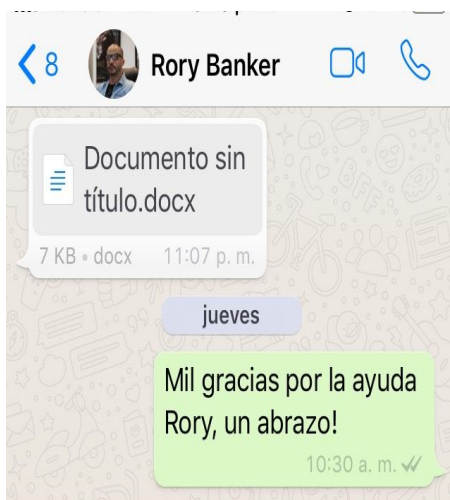 8 Rory Banker
Documento sin
título.docx
7 KB • docx 11:07 p. m.
jueves
Mil gracias por la ayuda
Rory, un abrazo!
10:30 a. m.